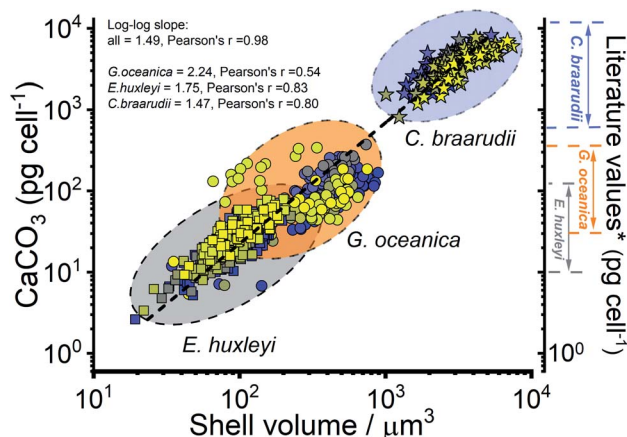 Log-log slope:
all = 1.49, Pearson's r =0.98
G.oceanica = 2.24, Pearson's r =0.54
E.huxleyi = 1.75, Pearson's r =0.83
C.braarudii = 1.47, Pearson's r = 0.80
C. braarudii
G. oceanica
E. huxleyi
CaCO₃ (pg cell⁻¹)
10⁴
10³
10²
10¹
10⁰
10¹
10²
10³
10⁴
Shell volume / μm³
C. braarudii
G. oceanica
E. huxleyi
10⁰
Literature values* (pg cell⁻¹)